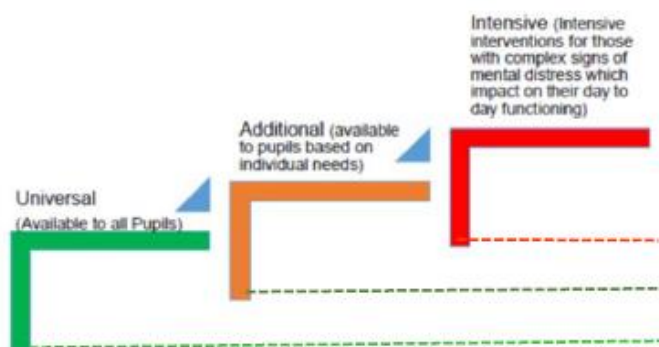 Intensive (Intensive
interventions for those
with complex signs of
mental distress which
impact on their day to
day functioning)
Additional (available
to pupils based on
individual needs)
Universal
(Available to all Pupils)